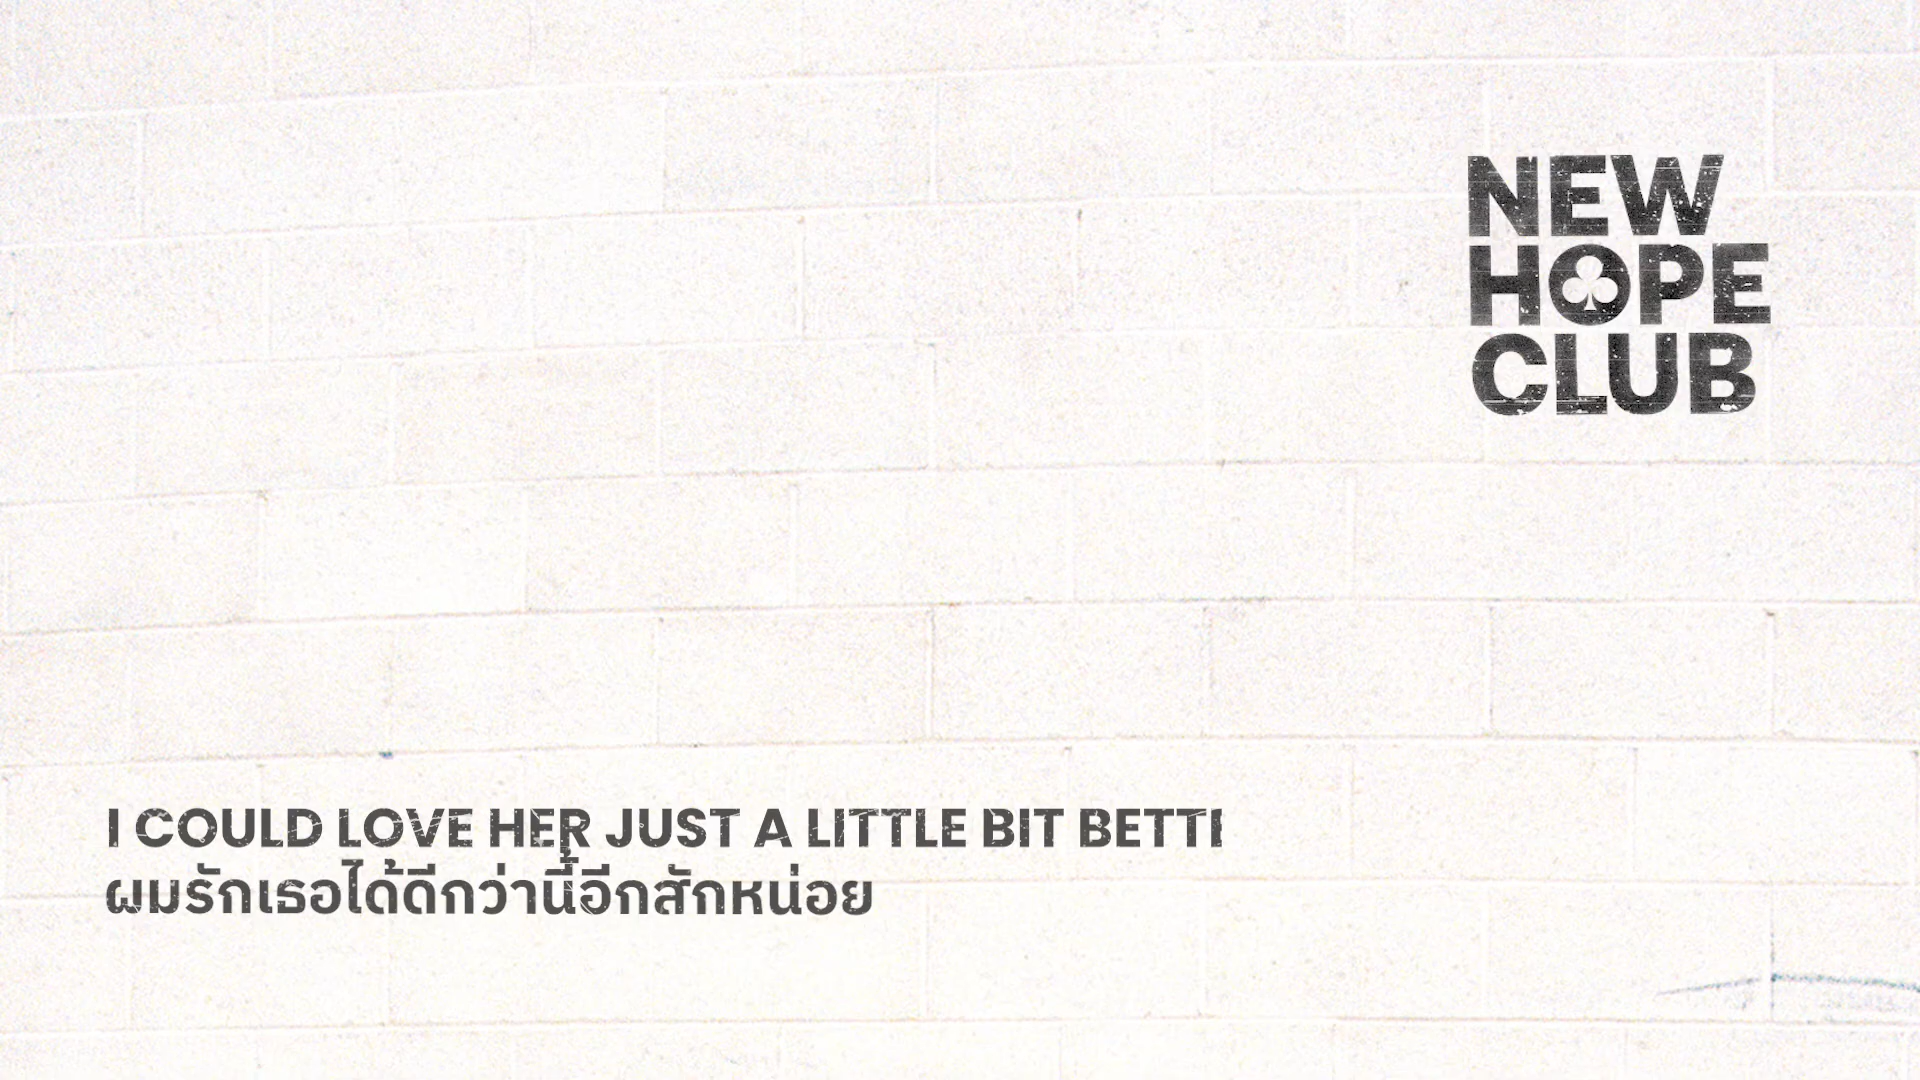 NEW
HOPE
CLUB
I COULD LOVE HER JUST A LITTLE BIT BETTI
ผมรักเธอได้ดีกว่านี้อีกสักหน่อย